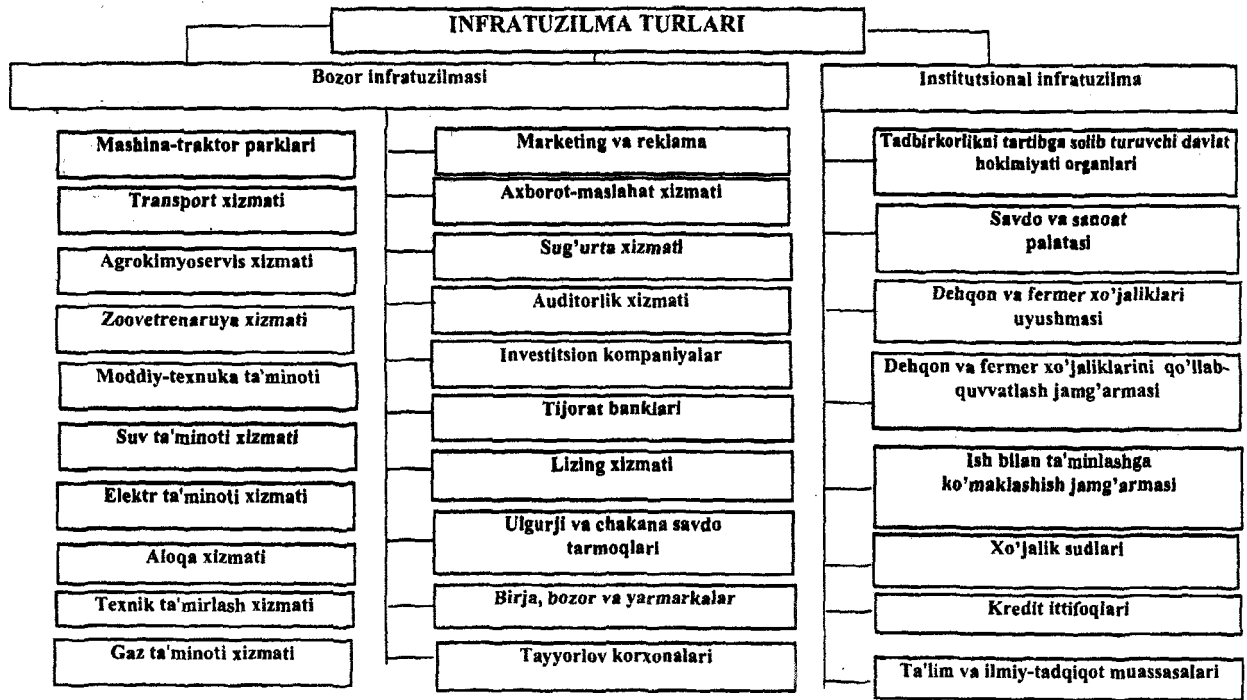 INFRATUZILMA TURLARI
Bozor infratuzilmasi
Mashina-traktor parklari
Transport xizmati
Agrokimyoservis xizmati
Zoovetrenaruya xizmati
Moddiy-texnuka ta'minoti
Suv ta'minoti xizmati
Elektr ta'minoti xizmati
Aloqa xizmati
Texnik ta'mirlash xizmati
Gaz ta'minoti xizmati
Marketing va reklama
Axborot-maslahat xizmati
Sug'urta xizmati
Auditorlik xizmati
Investitsion kompaniyalar
Tijorat banklari
Lizing xizmati
Ulgurji va chakana savdo
tarmoqlari
Birja, bozor va yarmarkalar
Tayyorlov korxonalari
Institutsional infratuzilma
Tadbirkorlikni tartibga solib turuvchi davlat
hokimiyati organlari
Savdo va sanoat
palatasi
Dehqon va fermer xo'jaliklari
uyushmasi
Dehqon va fermer xo'jaliklarini qo'llab-
quvvatlash jamg'armasi
Ish bilan ta'minlashga
ko'maklashish jamg'armasi
Xo'jalik sudlari
Kredit ittifoqlari
Ta'lim va ilmiy-tadqiqot muassasalari